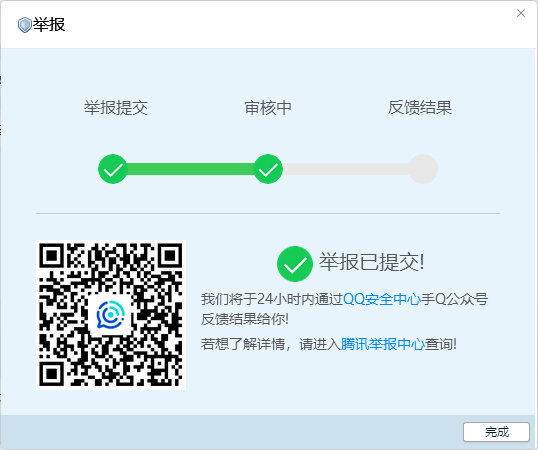 举报
举报提交
审核中
反馈结果
举报已提交!
我们将于24小时内通过QQ安全中心手Q公众号
反馈结果给你!
若想了解详情，请进入腾讯举报中心查询!
完成